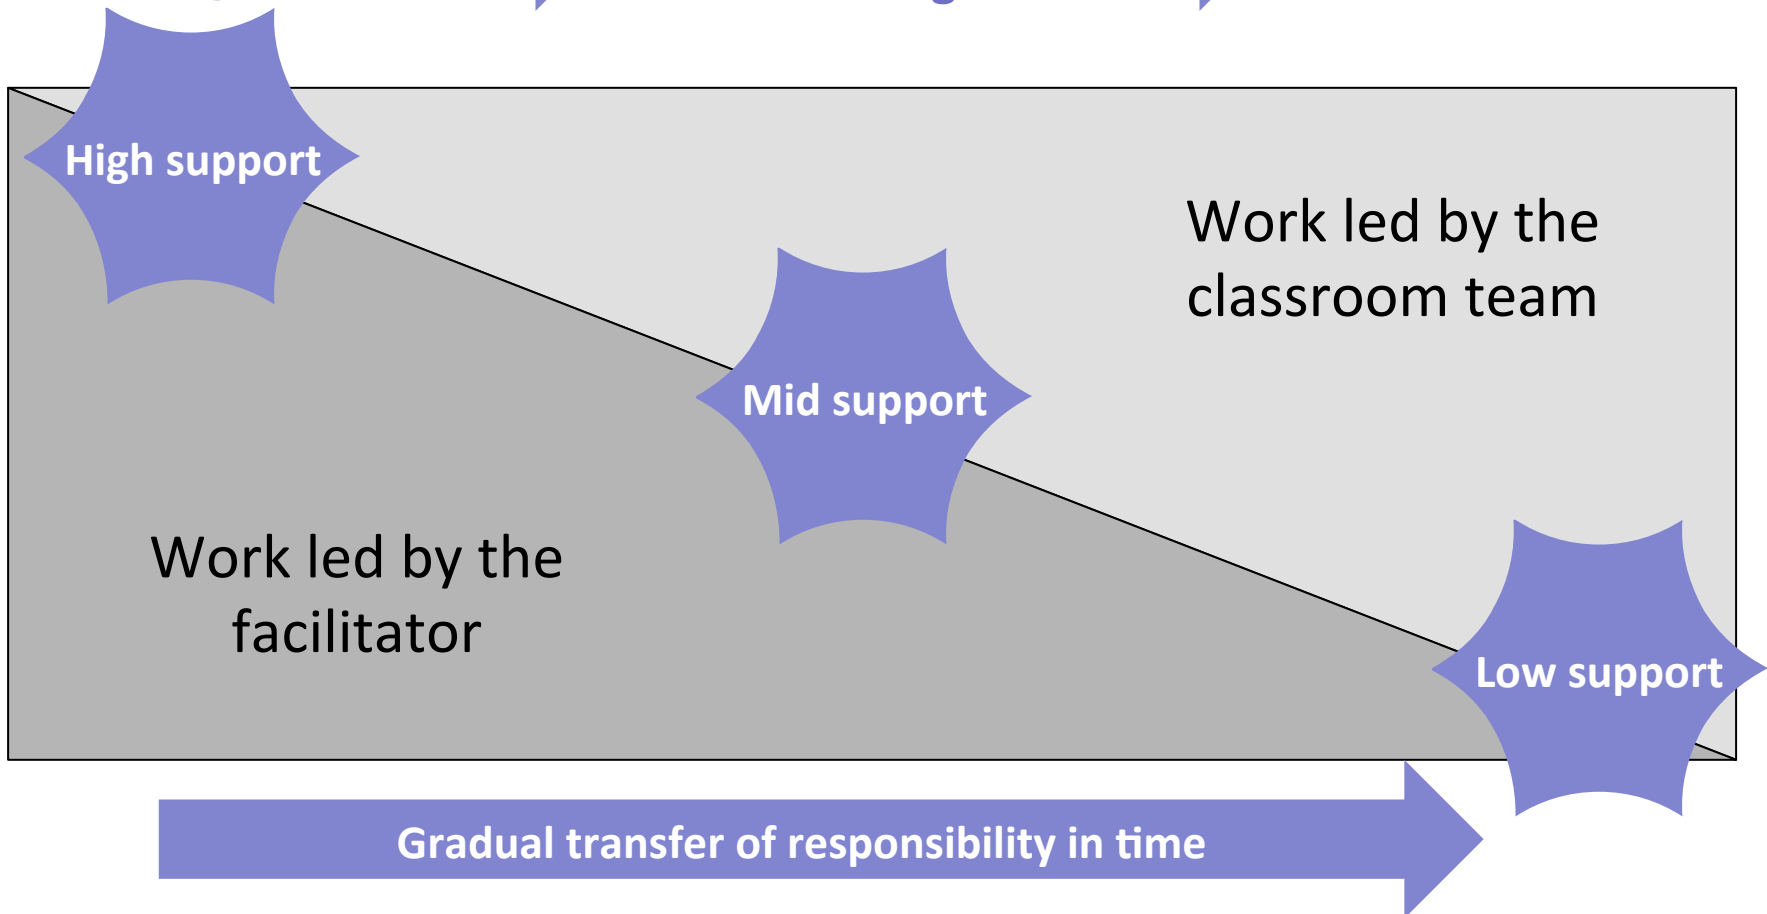 High support
Work led by the
classroom team
Mid support
Work led by the
facilitator
Low support
Gradual transfer of responsibility in time